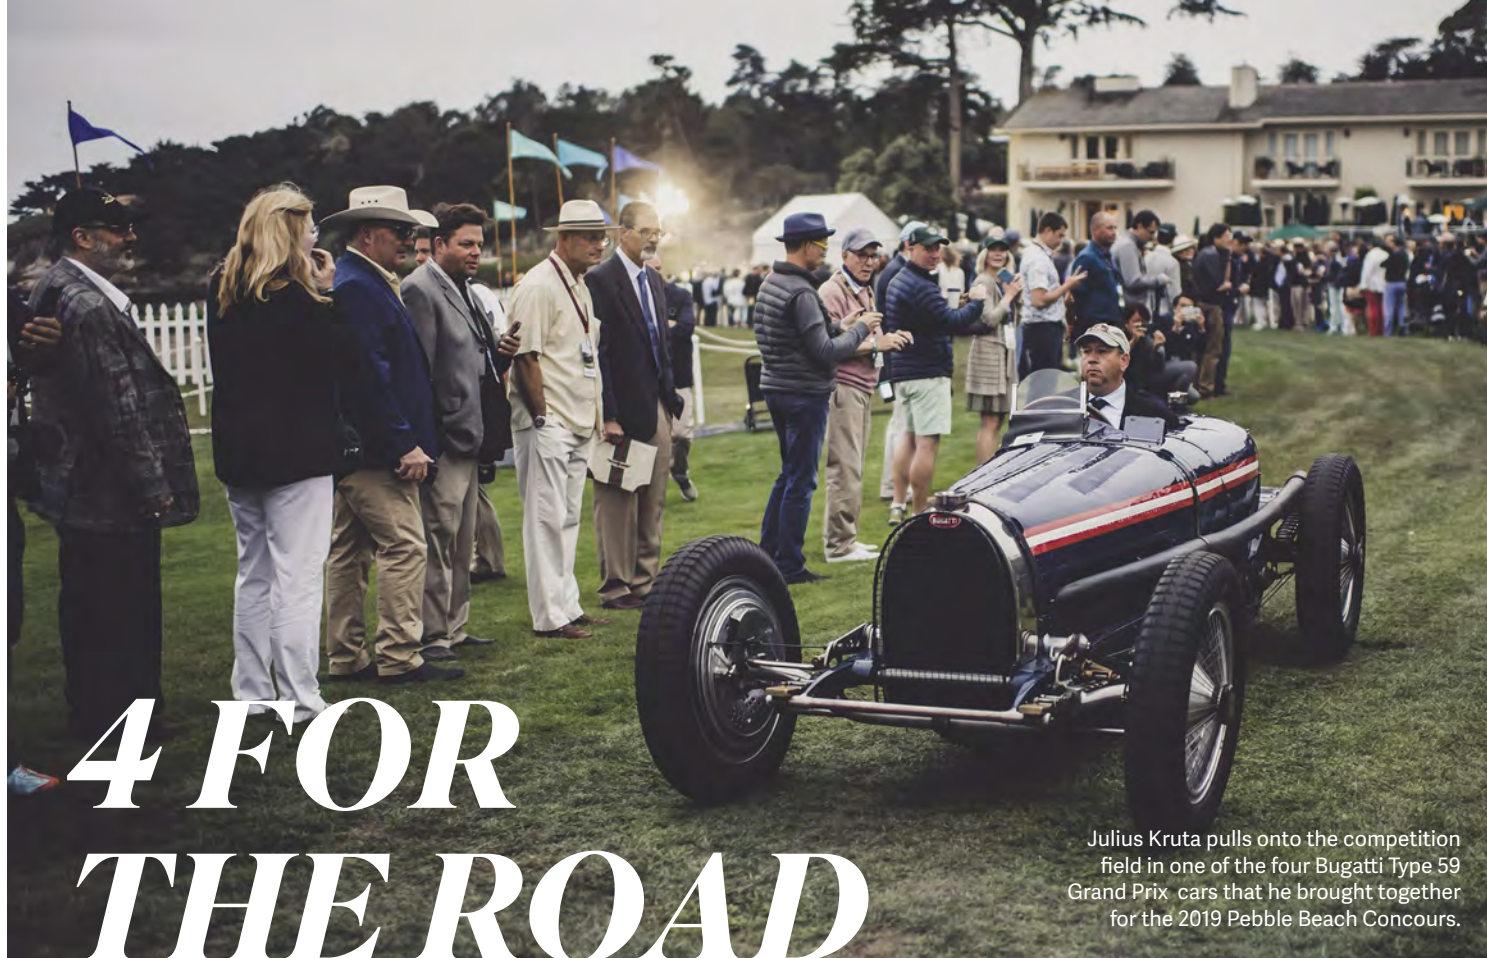 BUGATTI
4 FOR
THE ROAD
Julius Kruta pulls onto the competition
field in one of the four Bugatti Type 59
Grand Prix cars that he brought together
for the 2019 Pebble Beach Concours.